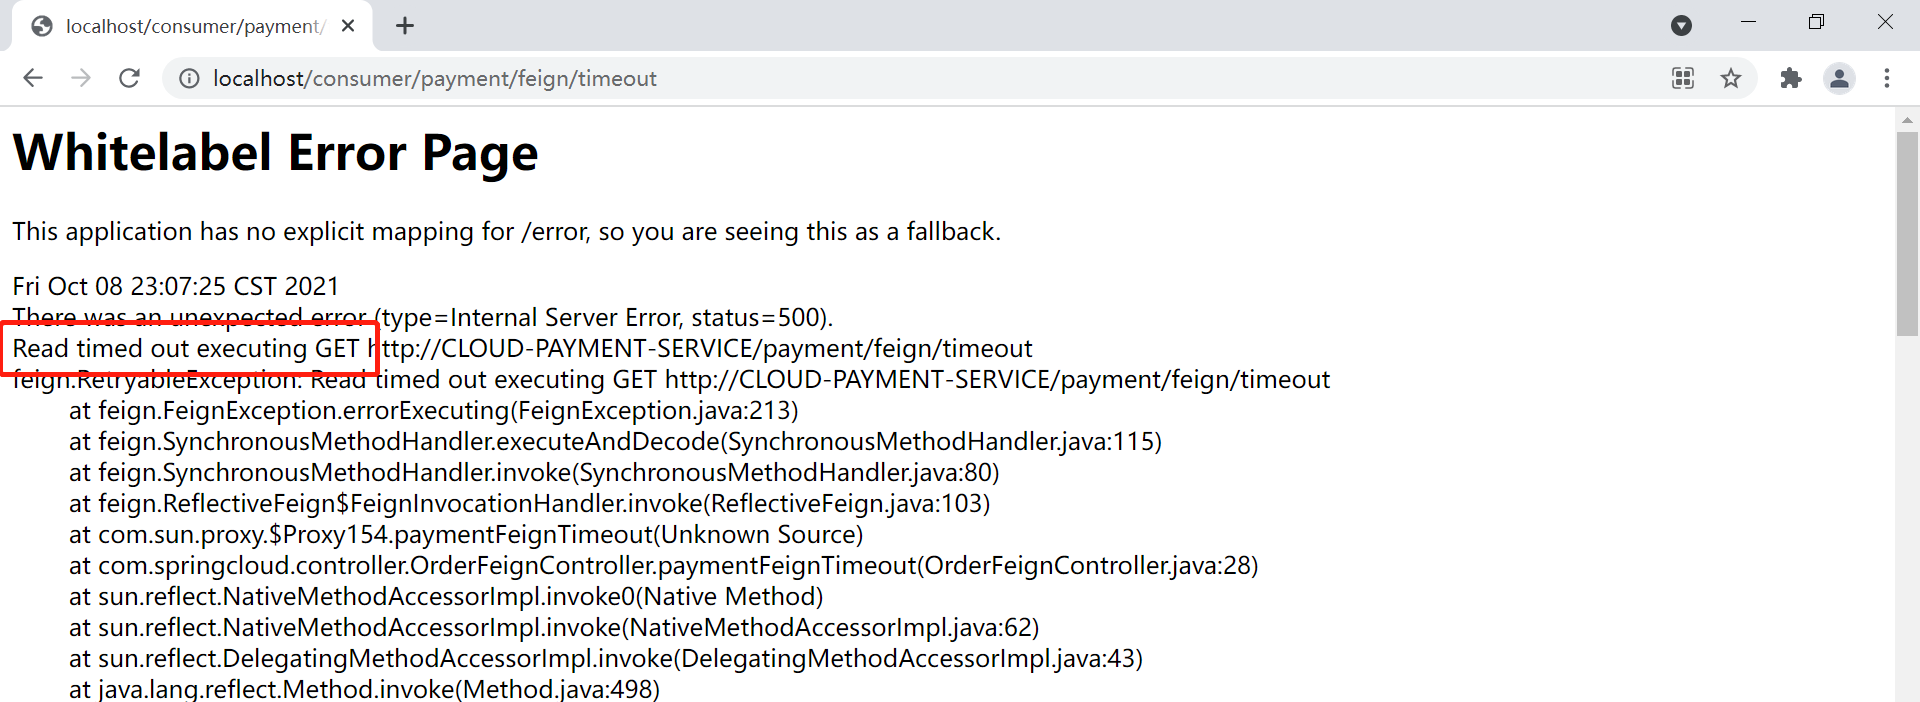 localhost/consumer/payment/
localhost/consumer/payment/feign/timeout
Whitelabel Error Page
This application has no explicit mapping for /error, so you are seeing this as a fallback.
Fri Oct 08 23:07:25 CST 2021
There was an unexpected error (type=Internal Server Error, status=500).
Read timed out executing GET http://CLOUD-PAYMENT-SERVICE/payment/feign/timeout
feign.RetryableException: Read timed out executing GET http://CLOUD-PAYMENT-SERVICE/payment/feign/timeout
at feign.FeignException.errorExecuting(FeignException.java:213)
at feign.SynchronousMethodHandler.executeAndDecode(SynchronousMethodHandler.java:115)
at feign.SynchronousMethodHandler.invoke(SynchronousMethodHandler.java:80)
at feign.ReflectiveFeign$FeignInvocationHandler.invoke(ReflectiveFeign.java:103)
at com.sun.proxy.$Proxy154.paymentFeignTimeout(Unknown Source)
at com.springcloud.controller.OrderFeignController.paymentFeignTimeout(OrderFeignController.java:28)
at sun.reflect.NativeMethodAccessorImpl.invoke0(Native Method)
at sun.reflect.NativeMethodAccessorImpl.invoke(NativeMethodAccessorImpl.java:62)
at sun.reflect.DelegatingMethodAccessorImpl.invoke(DelegatingMethodAccessorImpl.java:43)
at java.lang.reflect.Method.invoke(Method.java:498)